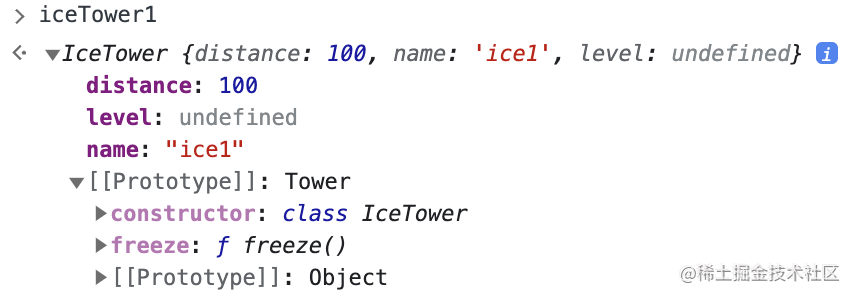 > iceTower1
<· ▼IceTower {distance: 100, name: 'ice1', level: undefined} i
distance: 100
level: undefined
name: "ice1"
▼[[Prototype]]: Tower
▶constructor: class IceTower
▶freeze: ƒ freeze()
▶[[Prototype]]: Object
@稀土掘金技术社区